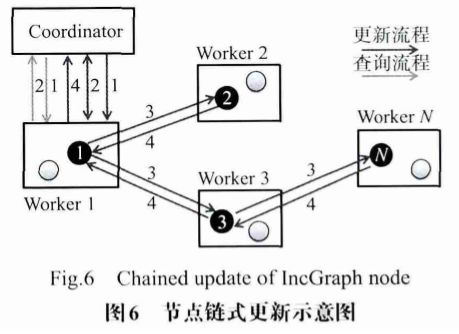 Coordinator
更新流程
查询流程
2 1 4 2 1
Worker 2
2
3
4
Worker N
N
1
Worker 1
3
4
Worker 3
3
3
4
Fig.6 Chained update of IncGraph node
图6 节点链式更新示意图